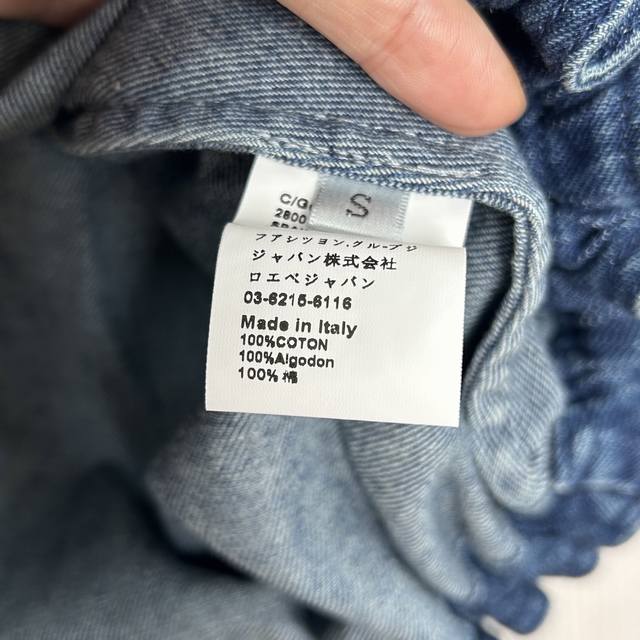 S
C/G.
2800
ファシツョン.グループジ
ジャパン株式会社
ロエベジャパン
03-6215-6116
Made in Italy
100%COTON
100%Algodon
100% 棉